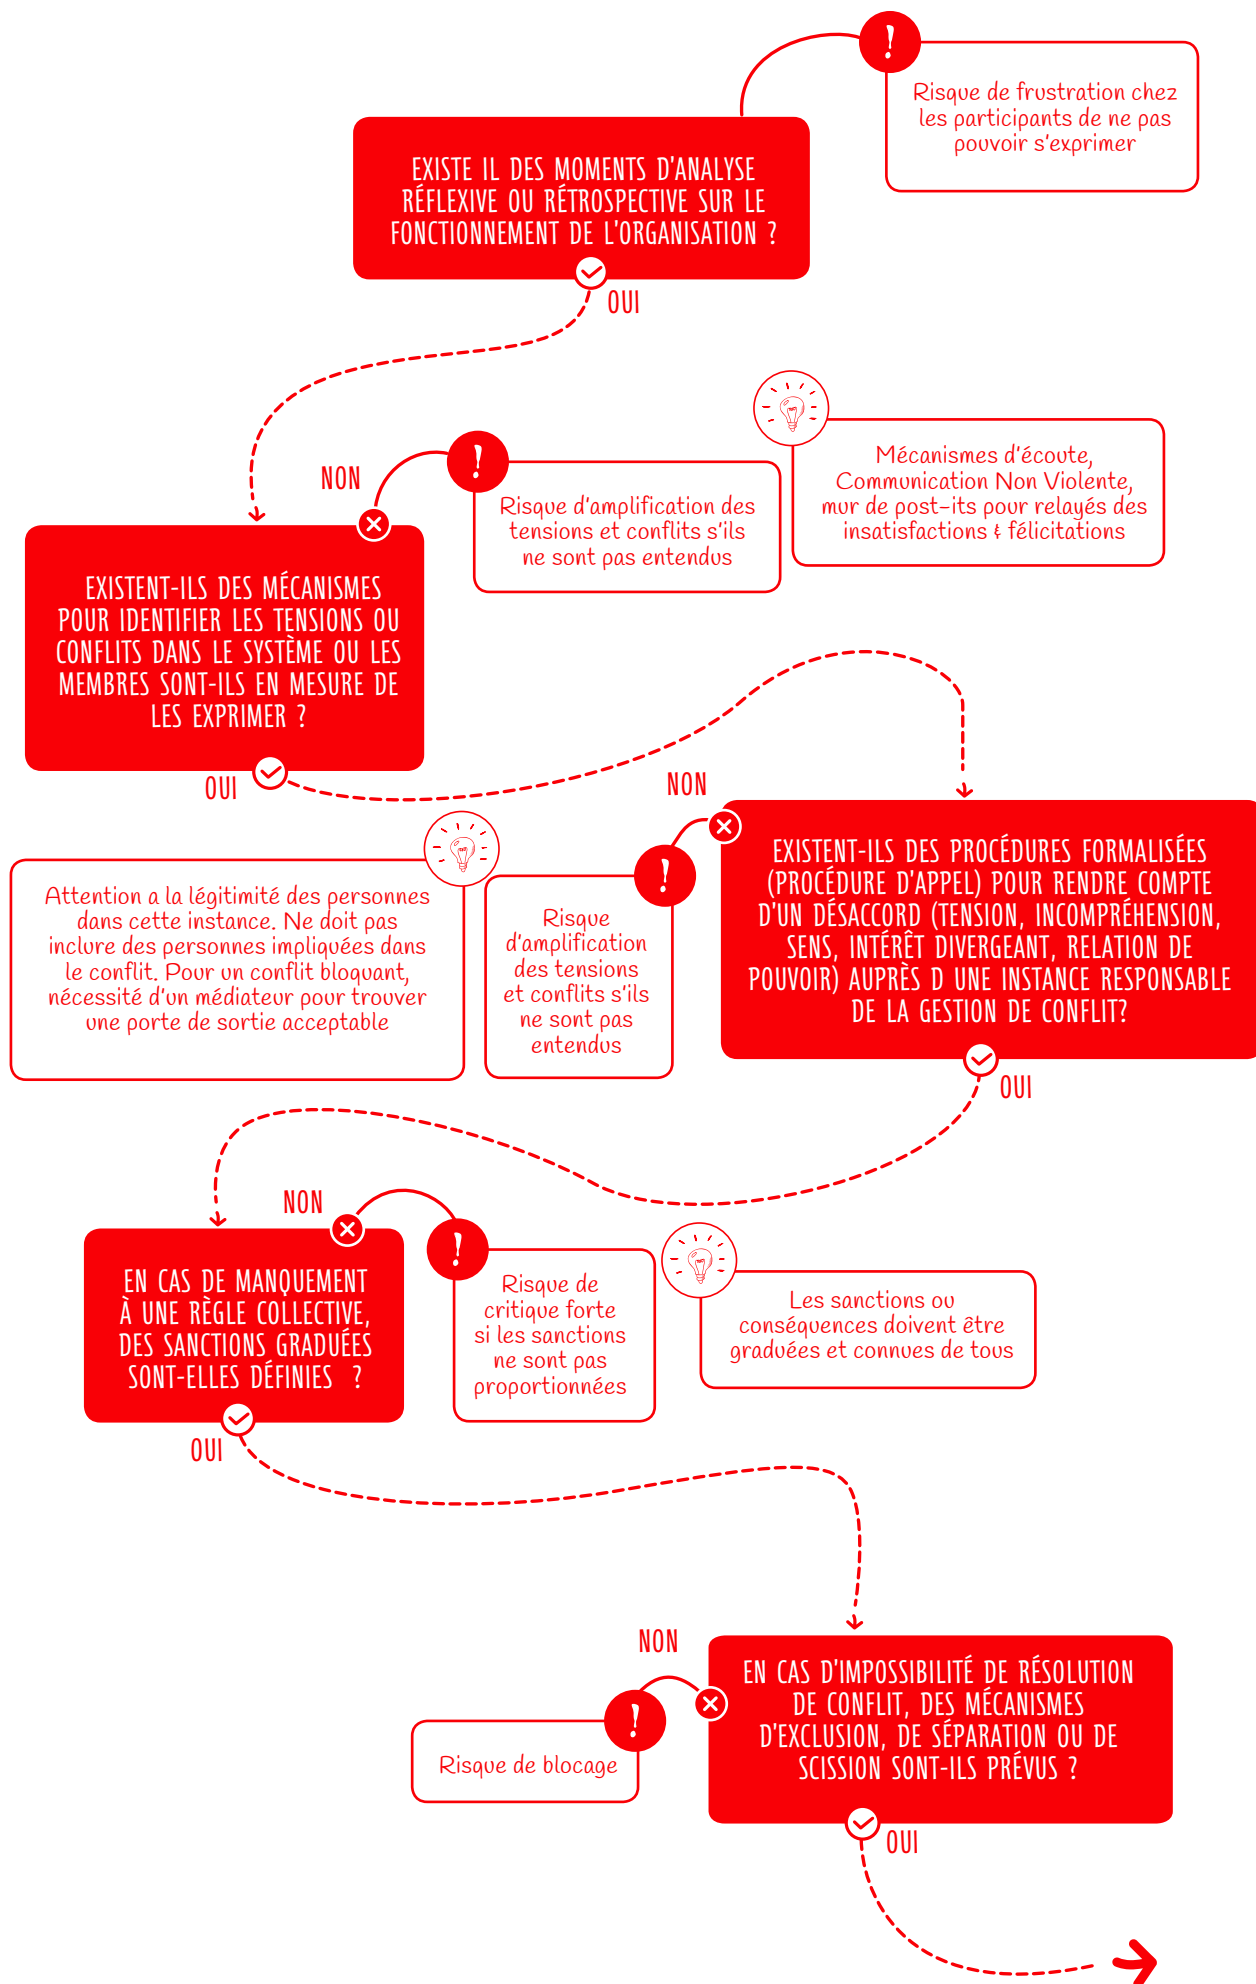 !
Risque de frustration chez
les participants de ne pas
pouvoir s'exprimer
EXISTE IL DES MOMENTS D'ANALYSE
RÉFLEXIVE OU RÉTROSPECTIVE SUR LE
FONCTIONNEMENT DE L'ORGANISATION ?
OUI
NON
!
Risque d'amplification des
tensions et conflits s'ils
ne sont pas entendus
Mécanismes d'écoute,
Communication Non Violente,
mur de post-its pour relayés des
insatisfactions & félicitations
EXISTENT-ILS DES MÉCANISMES
POUR IDENTIFIER LES TENSIONS OU
CONFLITS DANS LE SYSTÈME OU LES
MEMBRES SONT-ILS EN MESURE DE
LES EXPRIMER ?
OUI
NON
Attention a la légitimité des personnes
dans cette instance. Ne doit pas
inclure des personnes impliquées dans
le conflit. Pour un conflit bloquant,
nécessité d'un médiateur pour trouver
une porte de sortie acceptable
!
Risque
d'amplification
des tensions
et conflits s'ils
ne sont pas
entendus
EXISTENT-ILS DES PROCÉDURES FORMALISÉES
(PROCÉDURE D'APPEL) POUR RENDRE COMPTE
D'UN DÉSACCORD (TENSION, INCOMPRÉHENSION,
SENS, INTÉRÊT DIVERGEANT, RELATION DE
POUVOIR) AUPRÈS D UNE INSTANCE RESPONSABLE
DE LA GESTION DE CONFLIT?
OUI
NON
EN CAS DE MANQUEMENT
À UNE RÈGLE COLLECTIVE,
DES SANCTIONS GRADUÉES
SONT-ELLES DÉFINIES ?
!
Risque de
critique forte
si les sanctions
ne sont pas
proportionnées
Les sanctions ou
conséquences doivent être
graduées et connues de tous
OUI
NON
!
Risque de blocage
EN CAS D'IMPOSSIBILITÉ DE RÉSOLUTION
DE CONFLIT, DES MÉCANISMES
D'EXCLUSION, DE SÉPARATION OU DE
SCISSION SONT-ILS PRÉVUS ?
OUI